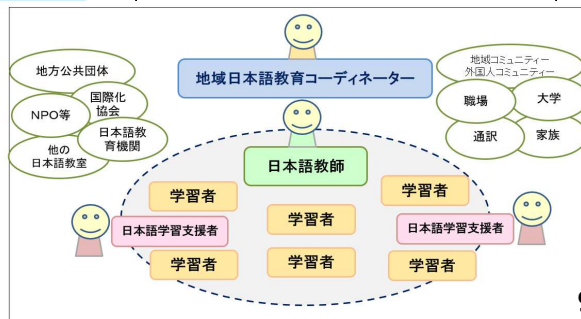 地域日本語教育コーディネーター
地方公共団体
国際化
協会
NPO等
日本語教
育機関
他の
日本語教室
地域コミュニティー
外国人コミュニティー
職場
大学
通訳
家族
日本語教師
学習者
学習者
学習者
日本語学習支援者
日本語学習支援者
学習者
学習者
学習者